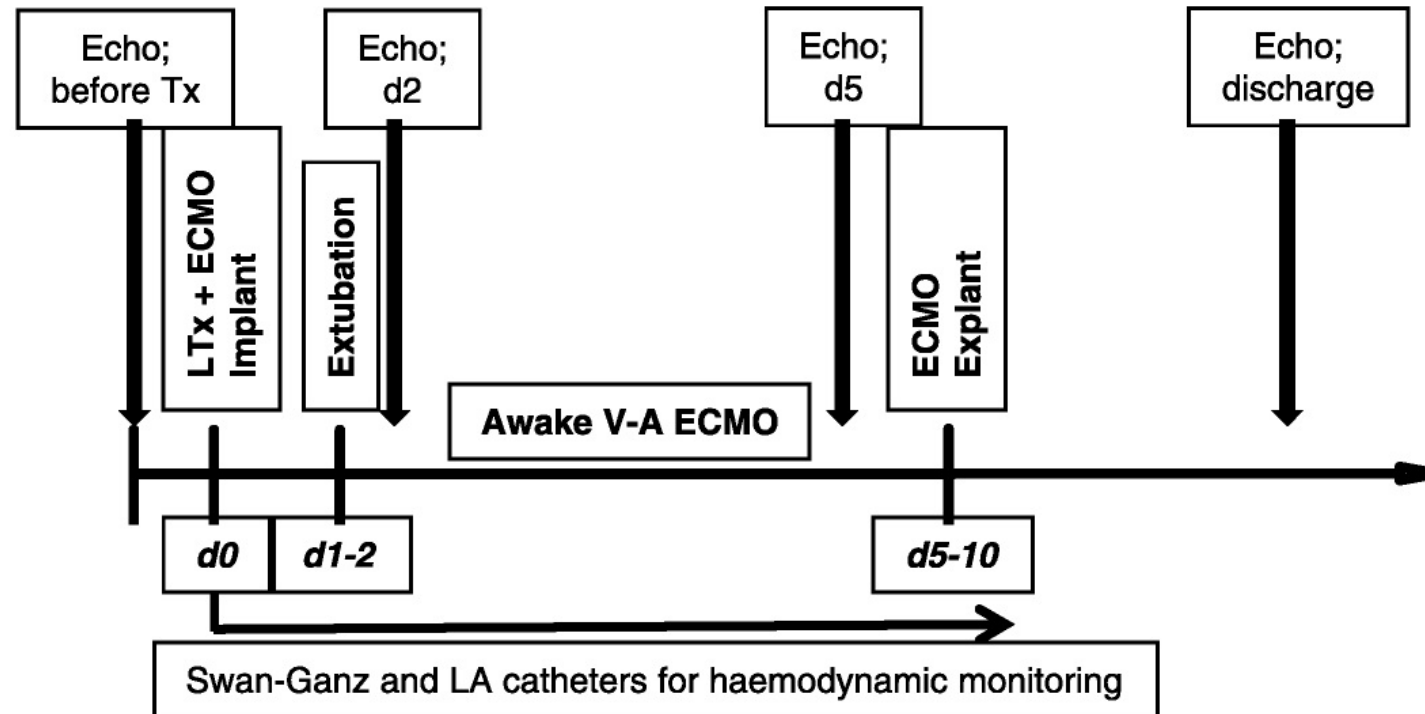 Echo;
before Tx
Echo;
d2
Echo;
d5
Echo;
discharge
LTx + ECMO
Implant
Extubation
ECMO
Explant
Awake V-A ECMO
d0
d1-2
d5-10
Swan-Ganz and LA catheters for haemodynamic monitoring